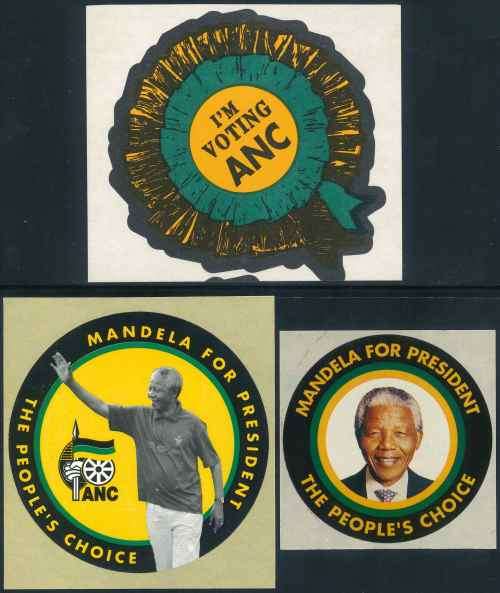 I'M
VOTING
ANC
MANDELA FOR PRESIDENT
THE PEOPLE'S CHOICE
ANC
MANDELA FOR PRESIDENT
THE PEOPLE'S CHOICE